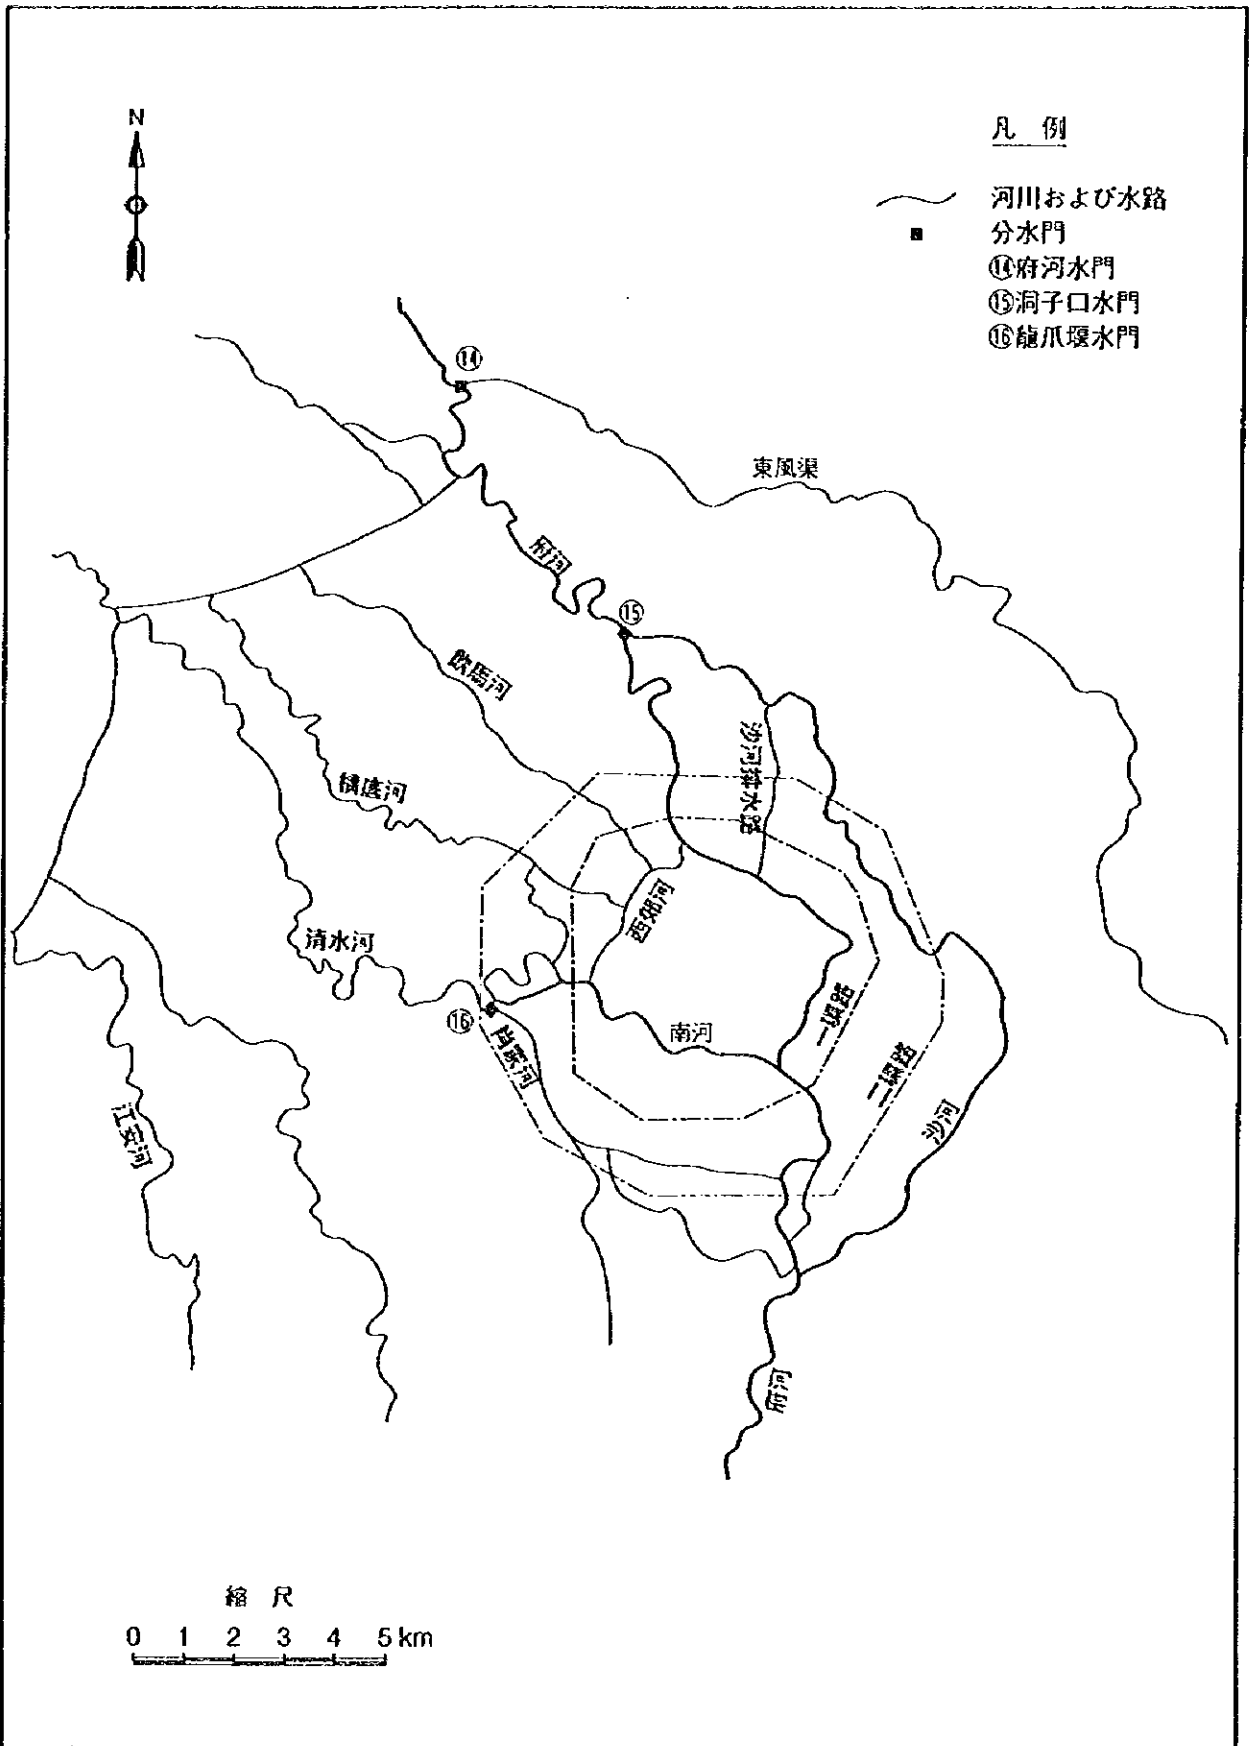 N
凡 例
河川および水路
分水門
⑭府河水門
⑮洞子口水門
⑯龍爪堰水門
⑭
東風渠
府河
⑮
飲馬河
沙河排水路
西郊河
清水河
⑯
肖家河
南河
一環路
二環路
沙河
江安河
府河
縮 尺
0 1 2 3 4 5 km